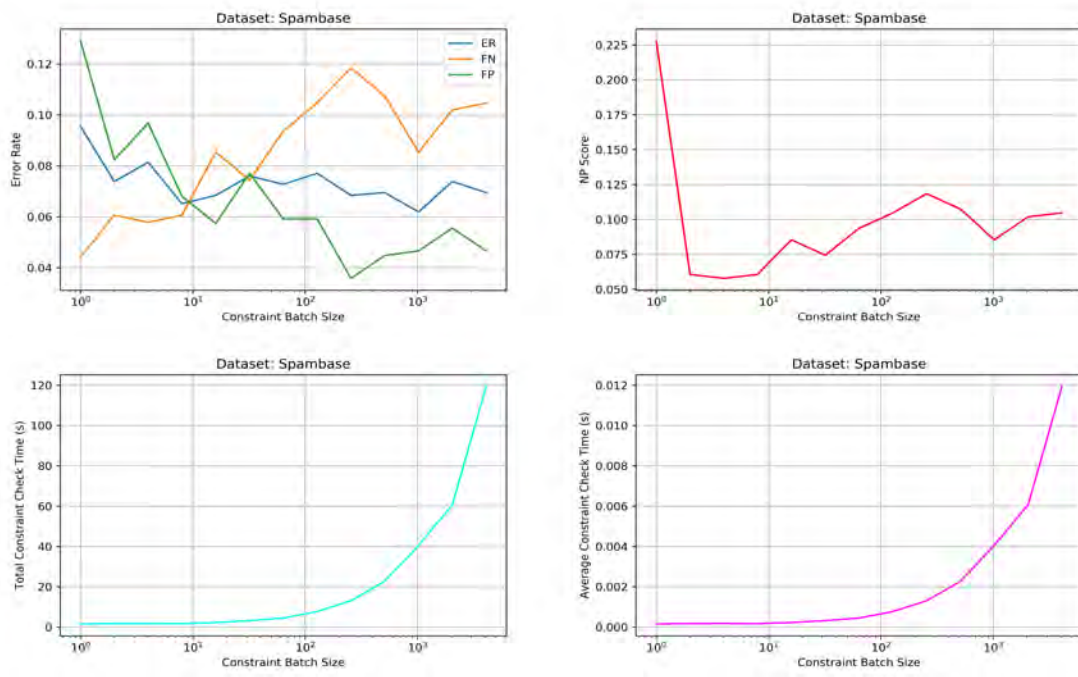 Dataset: Spambase
Error Rate
0.12
0.10
0.08
0.06
0.04
ER
FN
FP
10⁰
10¹
10²
10³
Constraint Batch Size
Dataset: Spambase
NP Score
0.225
0.200
0.175
0.150
0.125
0.100
0.075
0.050
10⁰
10¹
10²
10³
Constraint Batch Size
Dataset: Spambase
Total Constraint Check Time (s)
120
100
80
60
40
20
0
10⁰
10¹
10²
10³
Constraint Batch Size
Dataset: Spambase
Average Constraint Check Time (s)
0.012
0.010
0.008
0.006
0.004
0.002
0.000
10⁰
10¹
10²
10³
Constraint Batch Size